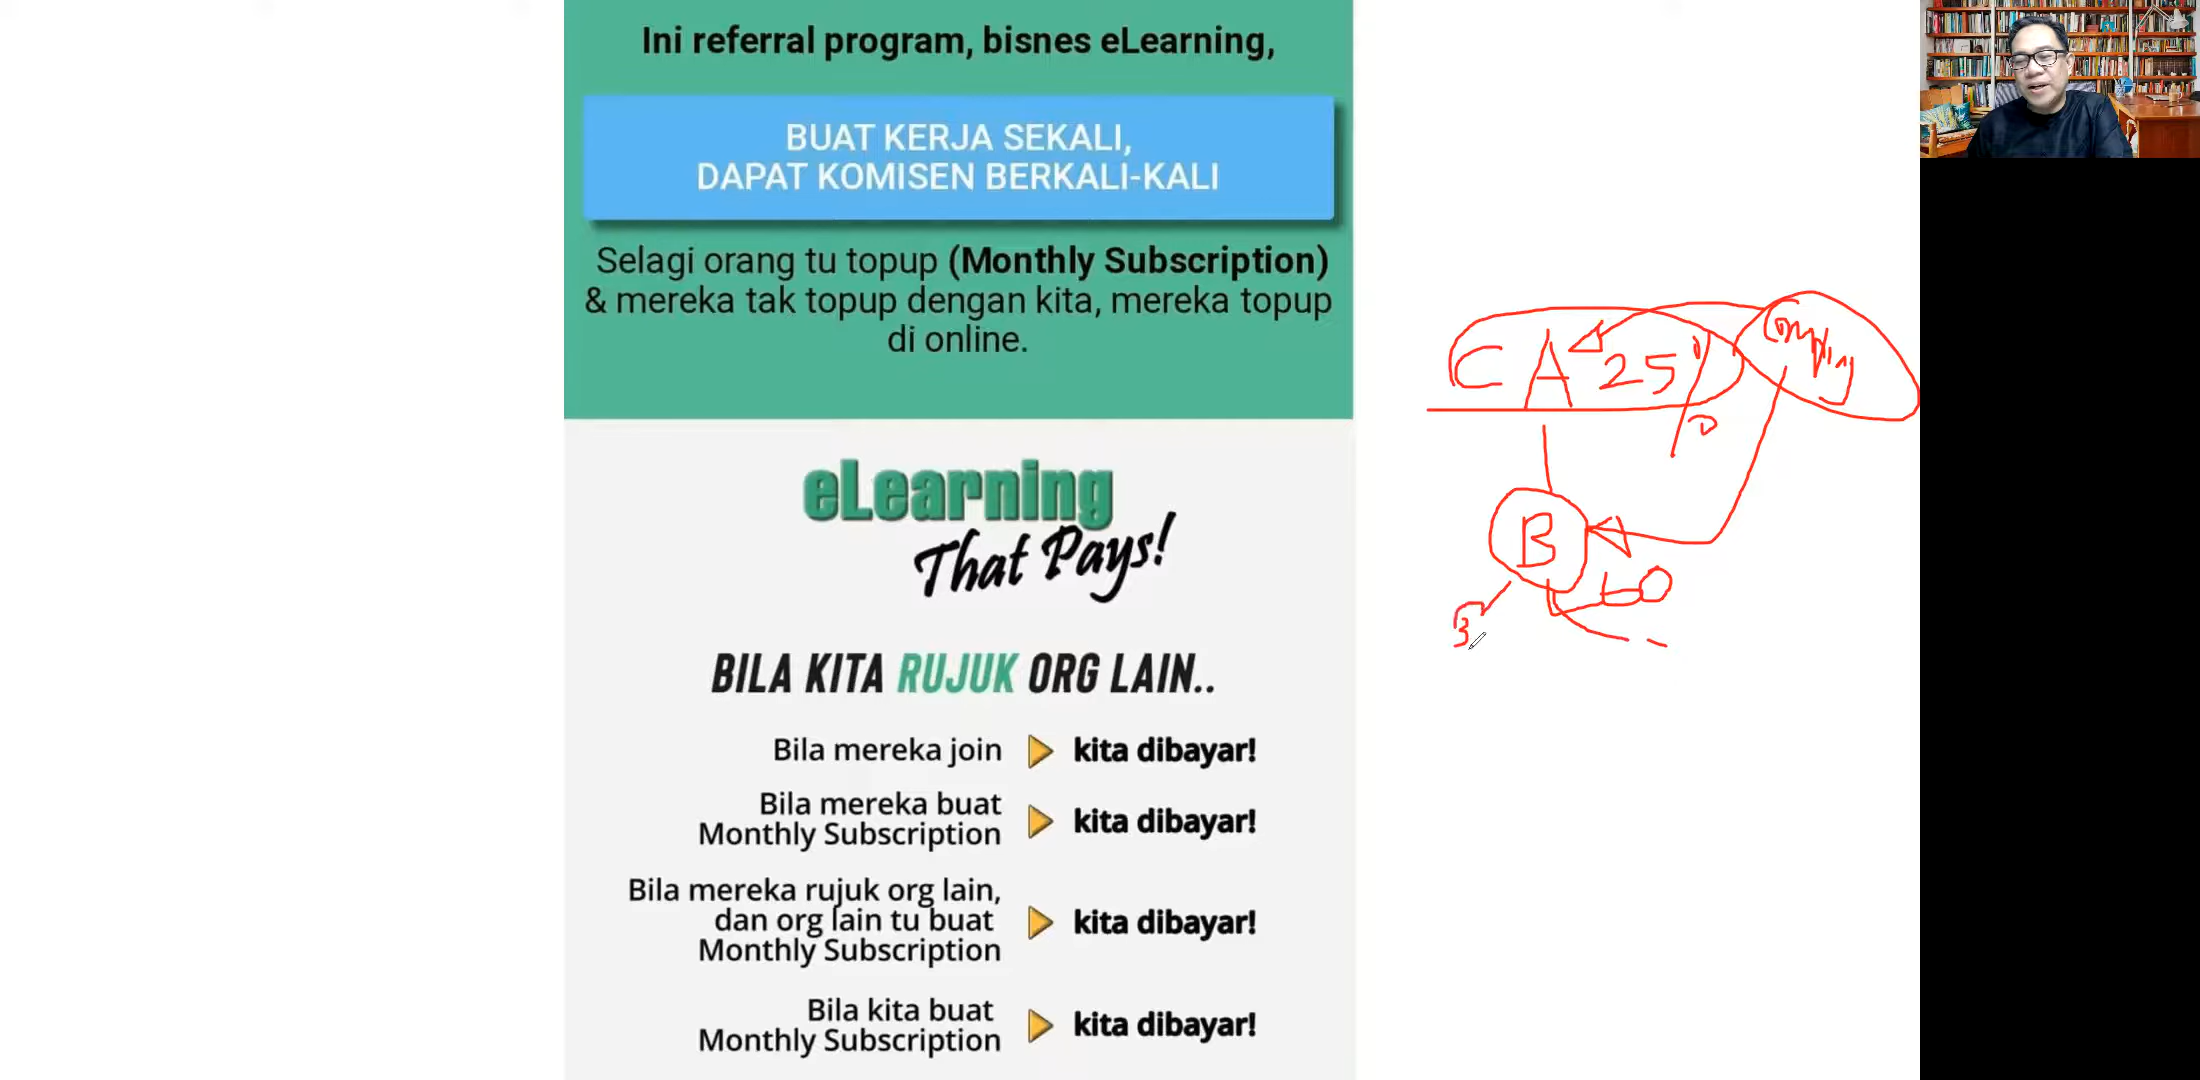 Ini referral program, bisnes eLearning,
BUAT KERJA SEKALI,
DAPAT KOMISEN BERKALI-KALI
Selagi orang tu topup (Monthly Subscription)
& mereka tak topup dengan kita, mereka topup
di online.
eLearning
That Pays!
BILA KITA RUJUK ORG LAIN..
Bila mereka join kita dibayar!
Bila mereka buat
Monthly Subscription kita dibayar!
Bila mereka rujuk org lain,
dan org lain tu buat
Monthly Subscription kita dibayar!
Bila kita buat
Monthly Subscription kita dibayar!
CA 25%
B